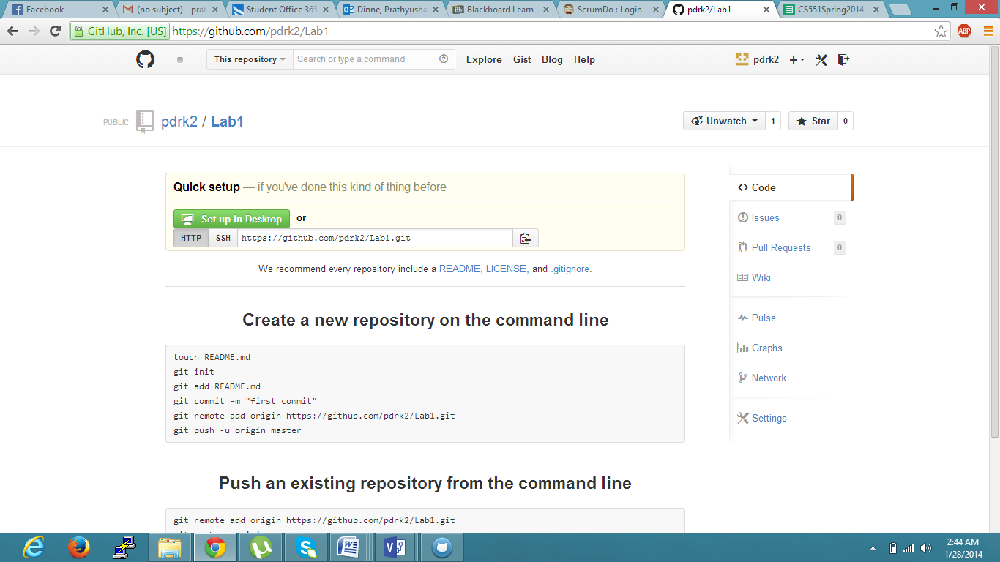 Facebook
(no subject) - prat
Student Office 365
Dinne, Prathyusha
Blackboard Learn
ScrumDo : Login
pdrk2/Lab1
CS551Spring2014 -
GitHub, Inc. [US] https://github.com/pdrk2/Lab1
ABP
This repository Search or type a command
Explore Gist Blog Help
pdrk2
PUBLIC pdrk2 / Lab1
Unwatch 1 Star 0
Quick setup — if you've done this kind of thing before
Set up in Desktop or
HTTP SSH https://github.com/pdrk2/Lab1.git
We recommend every repository include a README, LICENSE, and .gitignore.
Create a new repository on the command line
touch README.md
git init
git add README.md
git commit -m "first commit"
git remote add origin https://github.com/pdrk2/Lab1.git
git push -u origin master
Push an existing repository from the command line
git remote add origin https://github.com/pdrk2/Lab1.git
Code
Issues 0
Pull Requests 0
Wiki
Pulse
Graphs
Network
Settings
2:44 AM
1/28/2014